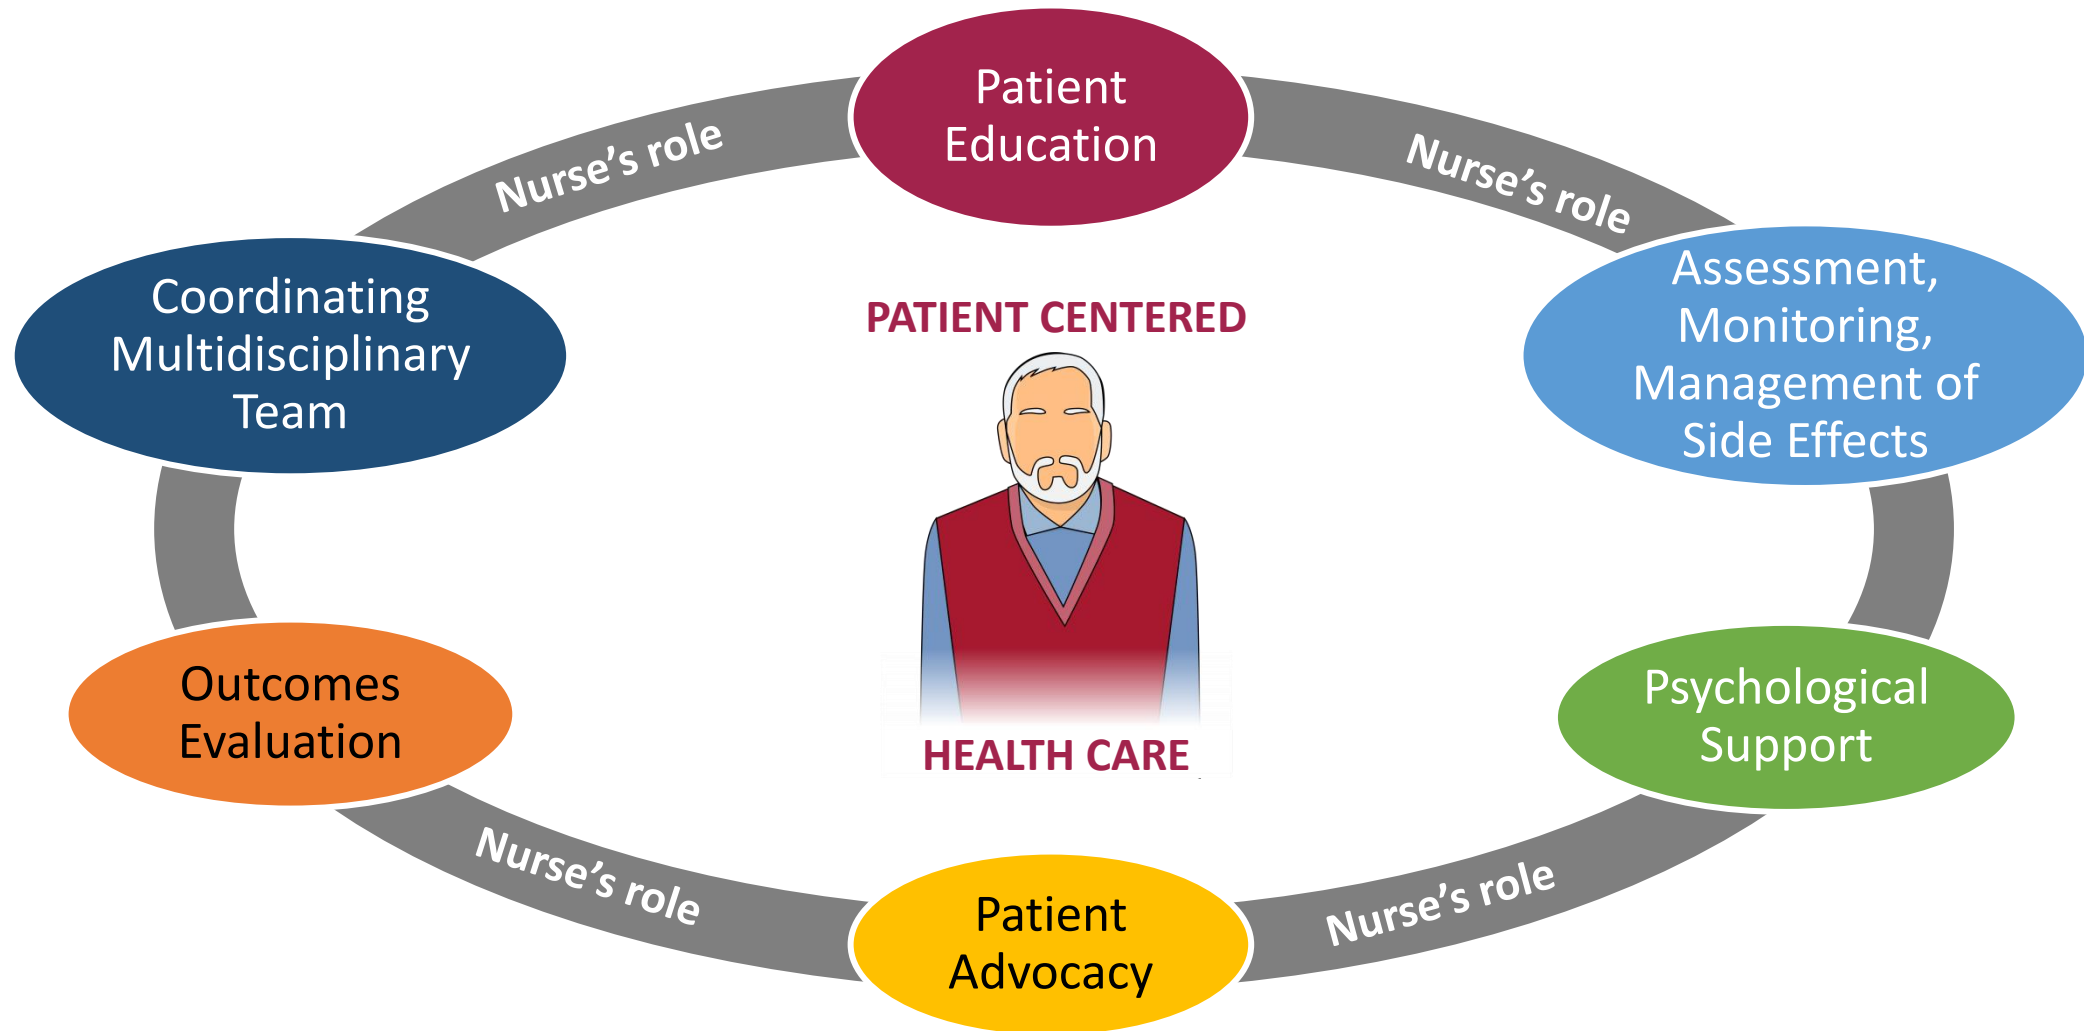 Patient
Education
Nurse’s role
Nurse’s role
Coordinating
Multidisciplinary
Team
PATIENT CENTERED
Assessment,
Monitoring,
Management of
Side Effects
Outcomes
Evaluation
HEALTH CARE
Psychological
Support
Nurse’s role
Nurse’s role
Patient
Advocacy